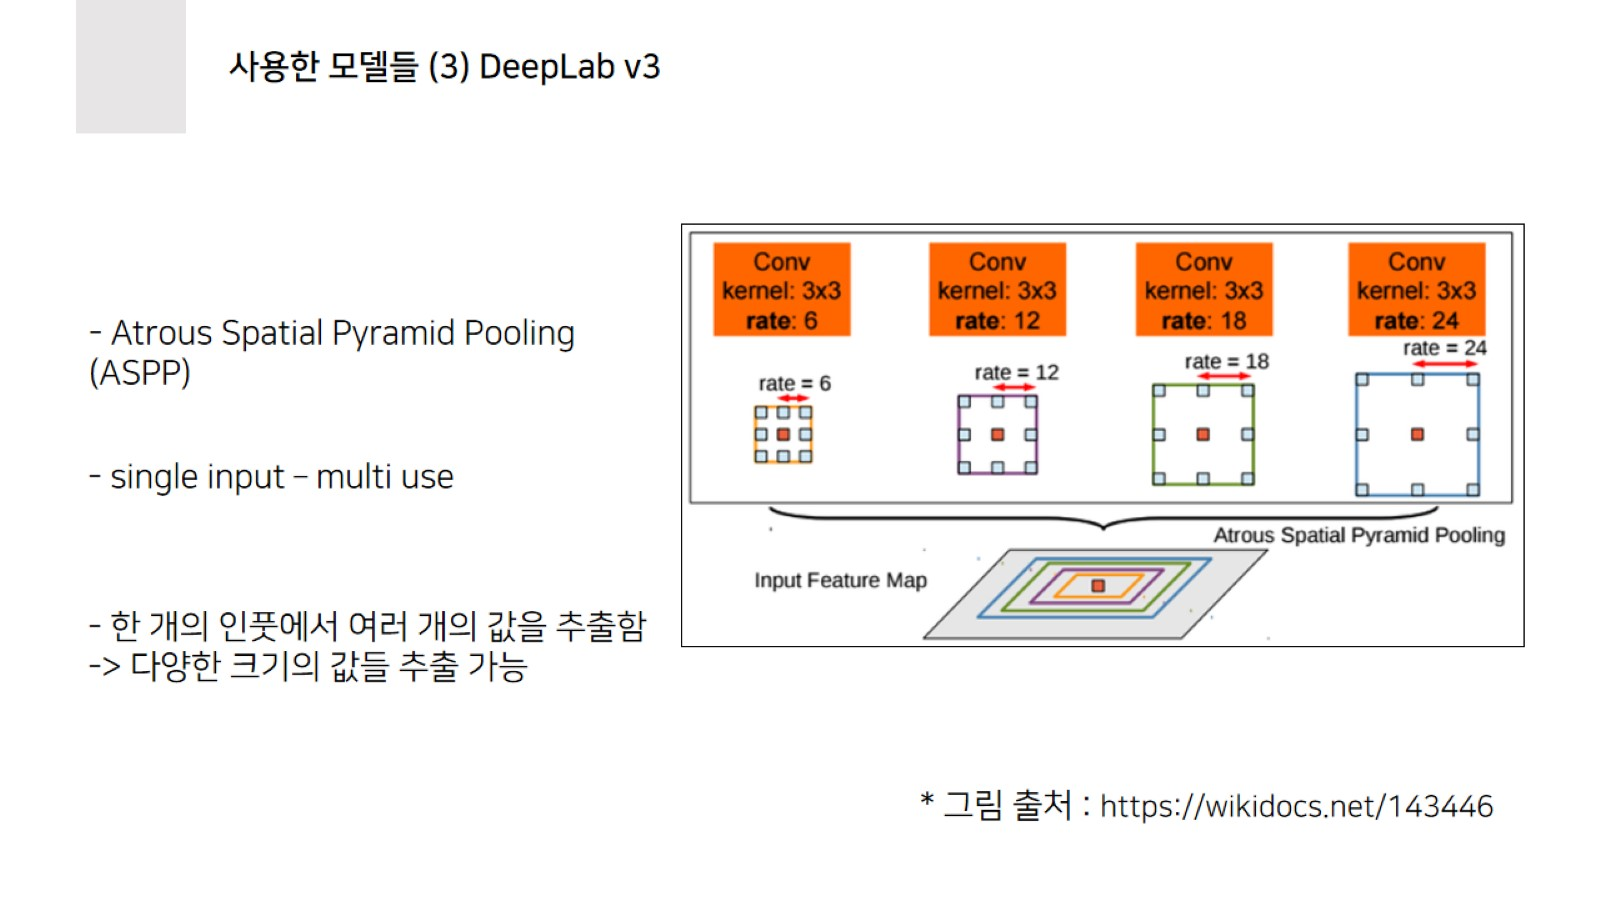 사용한 모델들 (3) DeepLab v3
- Atrous Spatial Pyramid Pooling
(ASPP)
- single input – multi use
- 한 개의 인풋에서 여러 개의 값을 추출함
-> 다양한 크기의 값들 추출 가능
Conv
kernel: 3x3
rate: 6
Conv
kernel: 3x3
rate: 12
Conv
kernel: 3x3
rate: 18
Conv
kernel: 3x3
rate: 24
rate = 6
rate = 12
rate = 18
rate = 24
Atrous Spatial Pyramid Pooling
Input Feature Map
* 그림 출처 : https://wikidocs.net/143446